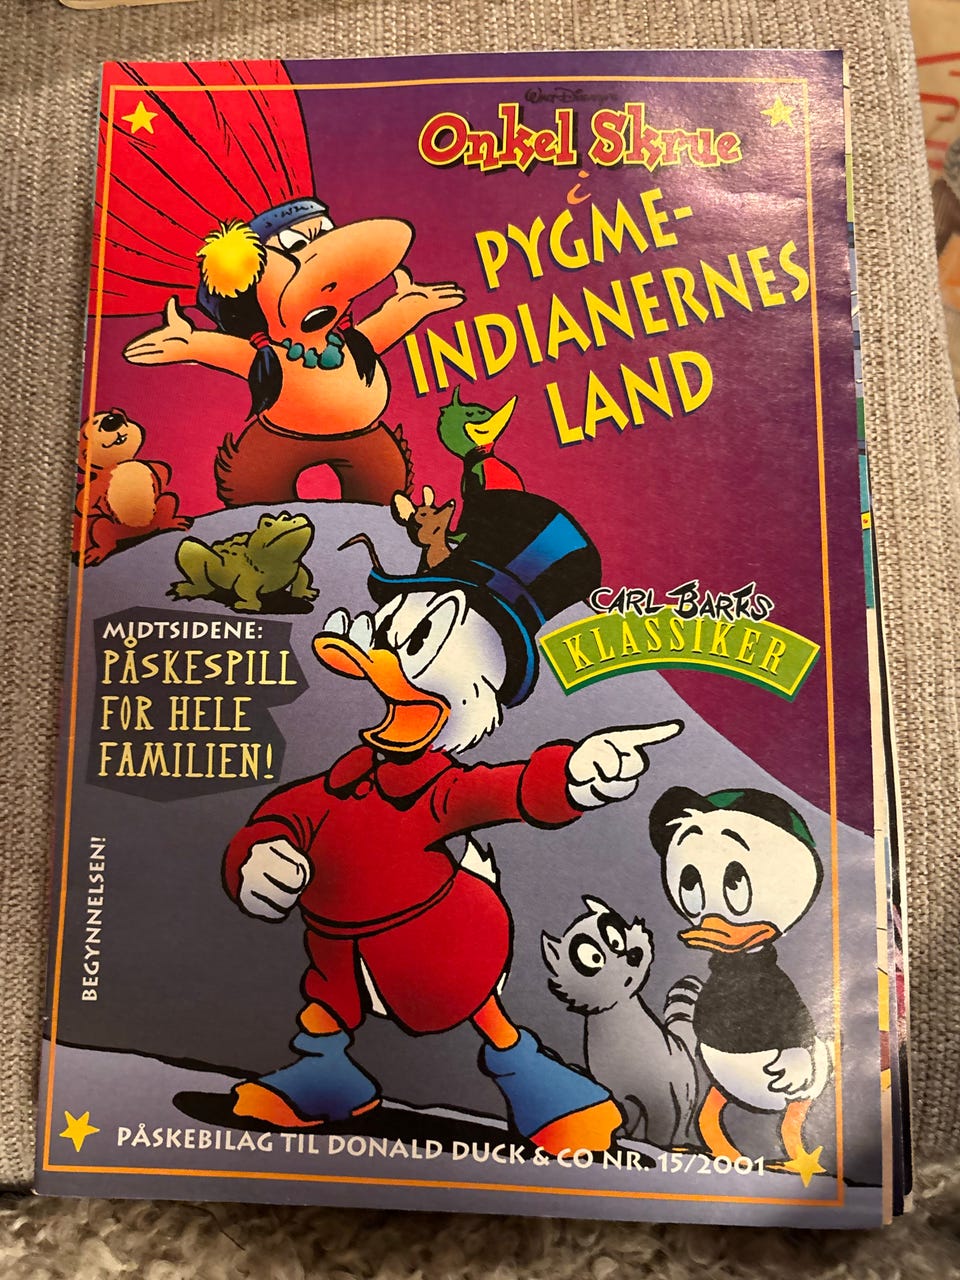 Walt Disney's
Onkel Skrue
i
PYGME-
INDIANERNES
LAND
CARL BARKS
KLASSIKER
MIDTSIDENE:
PÅSKESPILL
FOR HELE
FAMILIEN!
BEGYNNELSEN!
PÅSKEBILAG TIL DONALD DUCK & CO NR. 15/2001